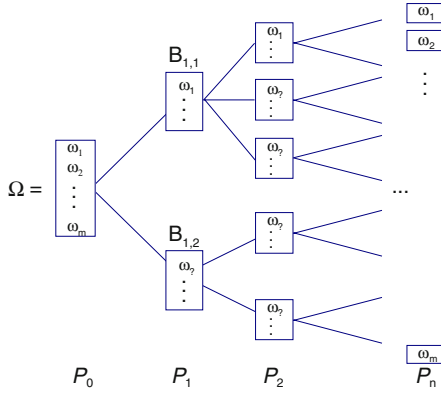 Ω =
ω₁
ω₂
⋮
ωₘ
P₀
B₁,₁
ω₁
⋮
B₁,₂
ω?
⋮
P₁
ω₁
⋮
ω?
⋮
ω?
⋮
ω?
⋮
ω?
⋮
P₂
...
ω₁
ω₂
⋮
ωₘ
Pₙ